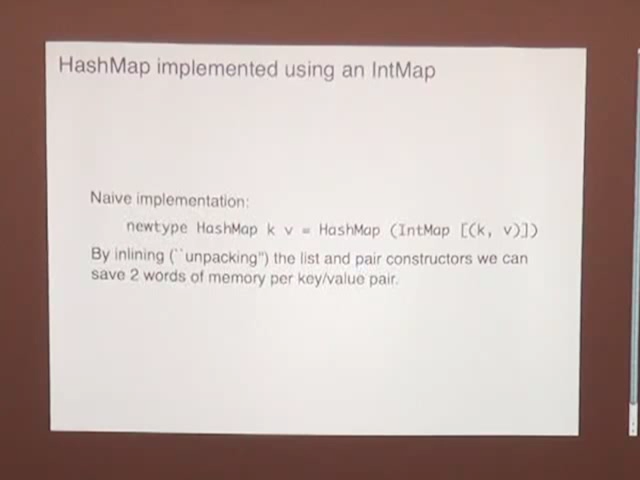 HashMap implemented using an IntMap
Naive implementation:
newtype HashMap k v = HashMap (IntMap [(k, v)])
By inlining (``unpacking") the list and pair constructors we can
save 2 words of memory per key/value pair.